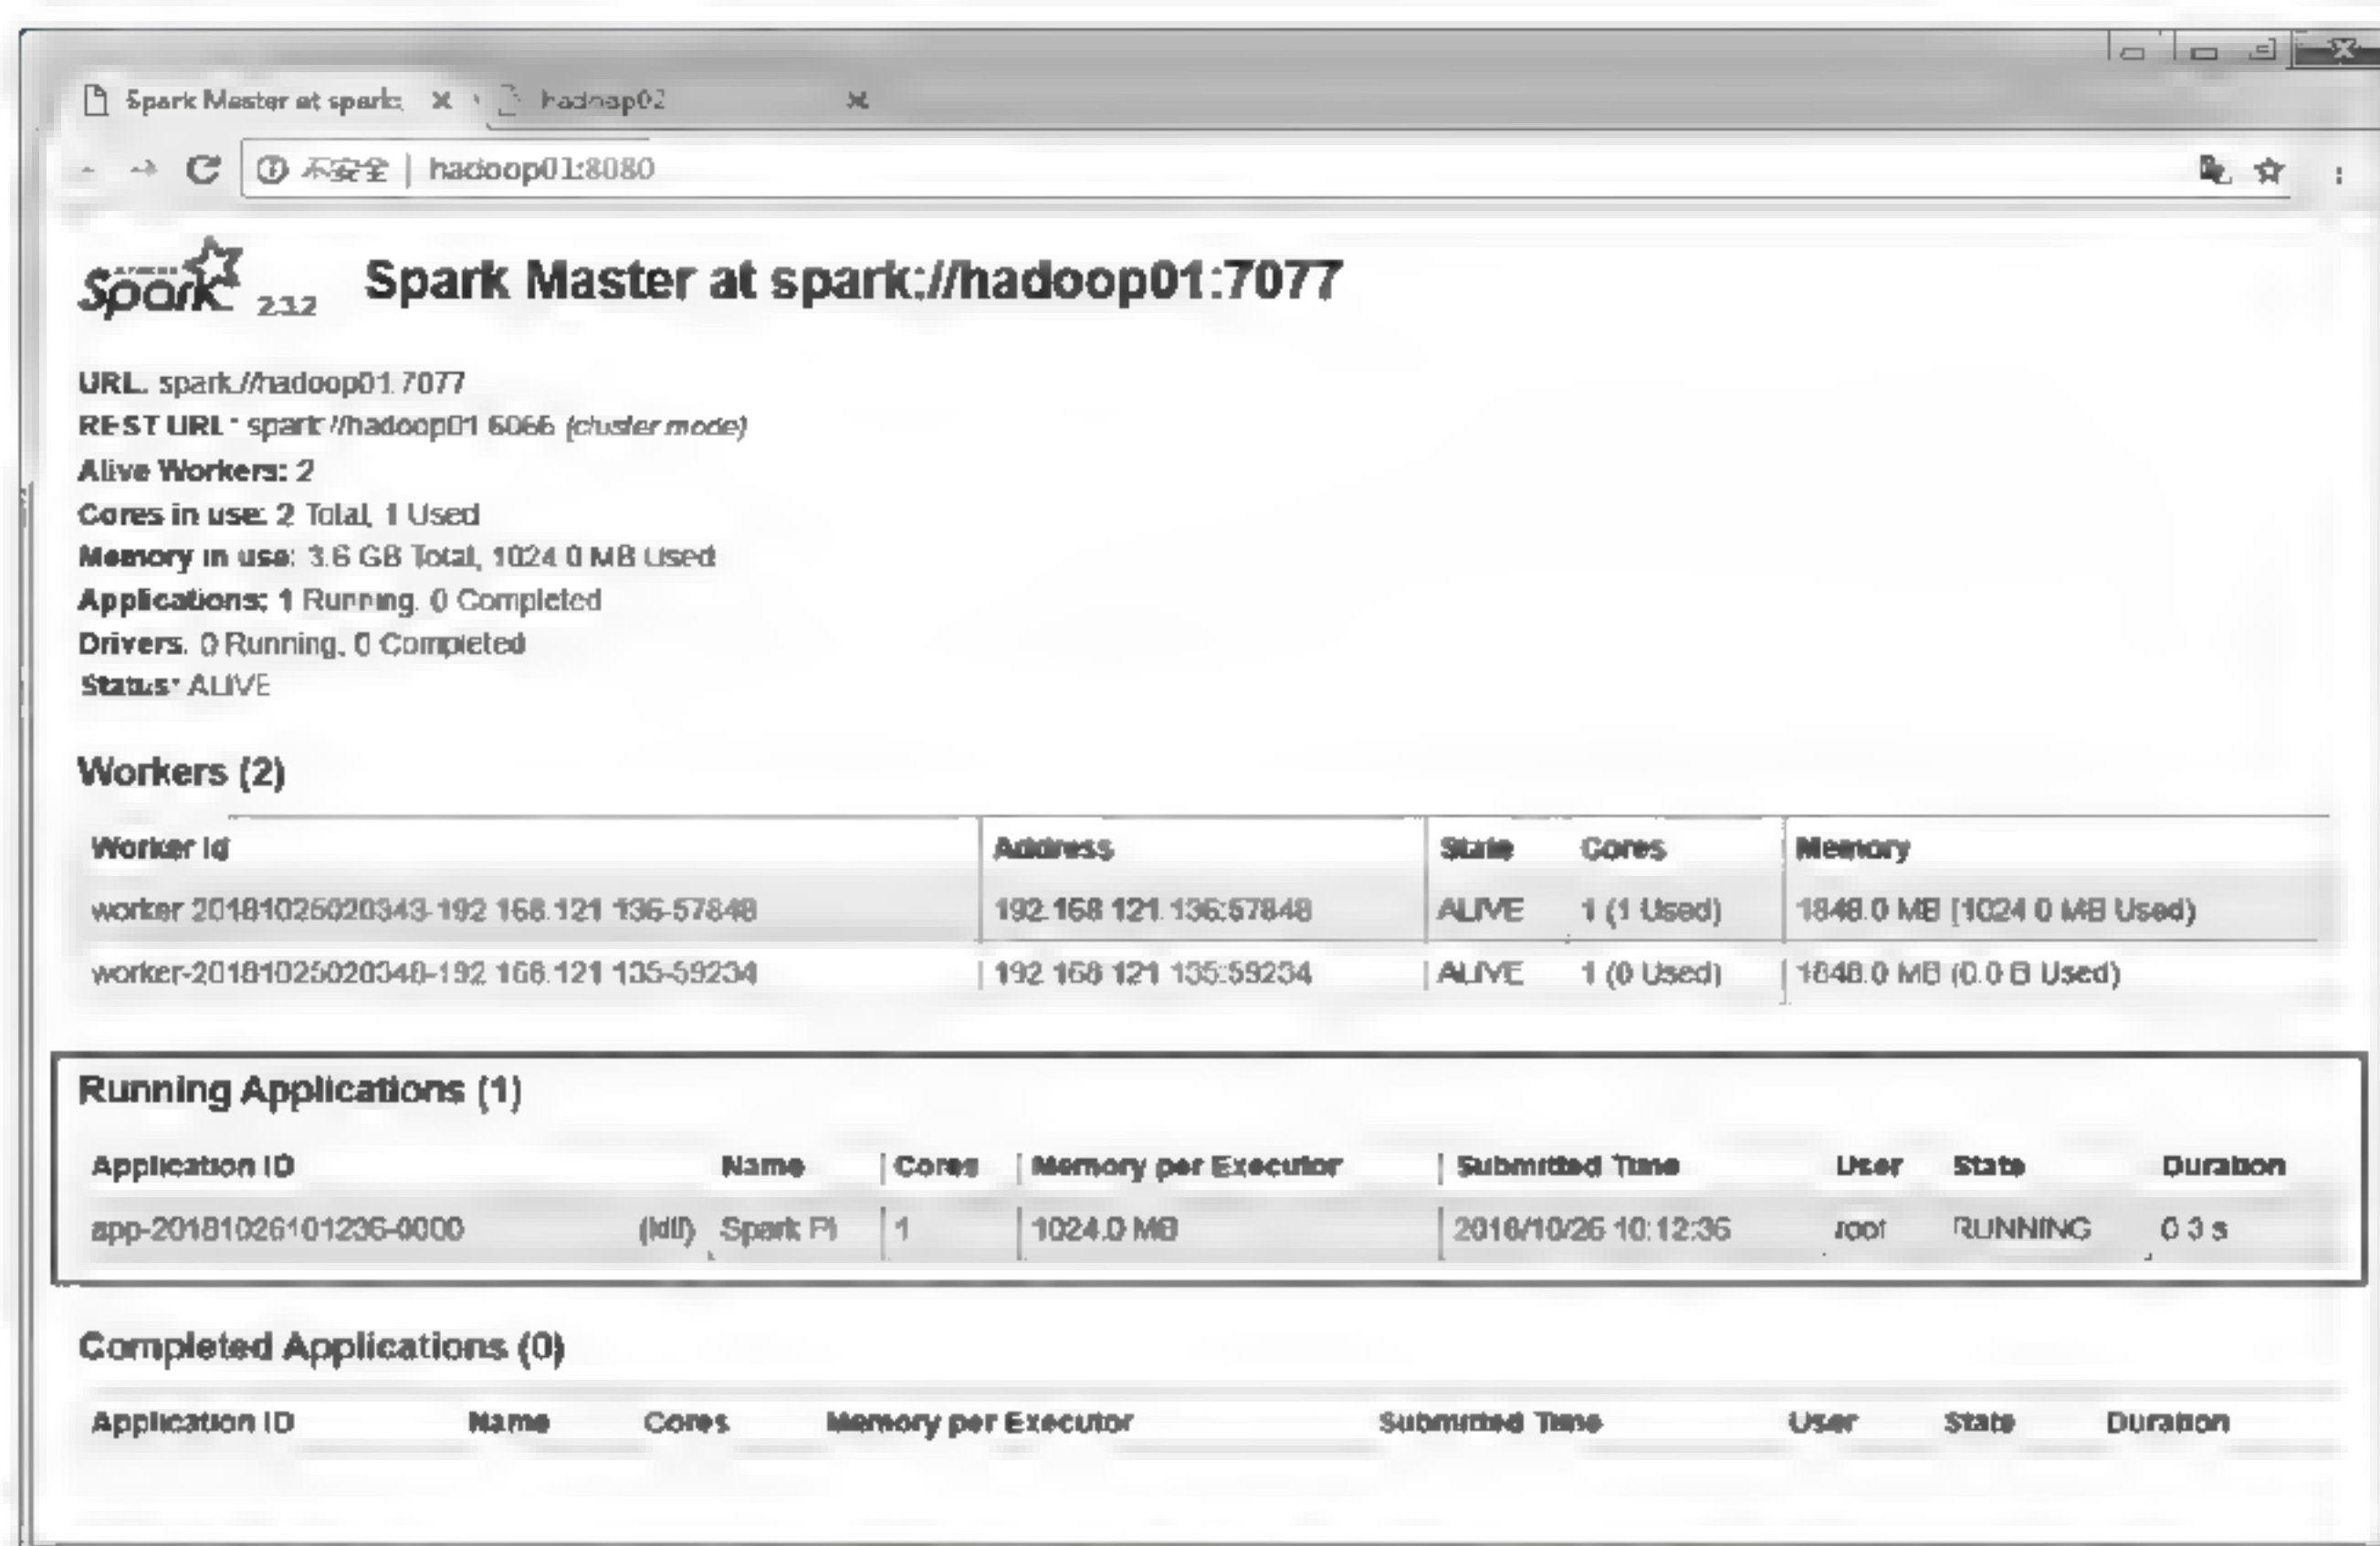 Spark Master at spark:
hadoop02
不安全 | hadoop01:8080
APACHE Spark 2.3.2 Spark Master at spark://hadoop01:7077
URL: spark://hadoop01:7077
REST URL: spark://hadoop01:6066 (cluster mode)
Alive Workers: 2
Cores in use: 2 Total, 1 Used
Memory in use: 3.6 GB Total, 1024.0 MB Used
Applications: 1 Running, 0 Completed
Drivers: 0 Running, 0 Completed
Status: ALIVE
Workers (2)
Worker Id Address State Cores Memory
worker-20181025020343-192.168.121.136-57848 192.168.121.136:57848 ALIVE 1 (1 Used) 1848.0 MB (1024.0 MB Used)
worker-20181025020348-192.168.121.135-59234 192.168.121.135:59234 ALIVE 1 (0 Used) 1848.0 MB (0.0 B Used)
Running Applications (1)
Application ID Name Cores Memory per Executor Submitted Time User State Duration
app-20181026101236-0000 (kill) Spark Pi 1 1024.0 MB 2018/10/26 10:12:36 root RUNNING 0.3 s
Completed Applications (0)
Application ID Name Cores Memory per Executor Submitted Time User State Duration